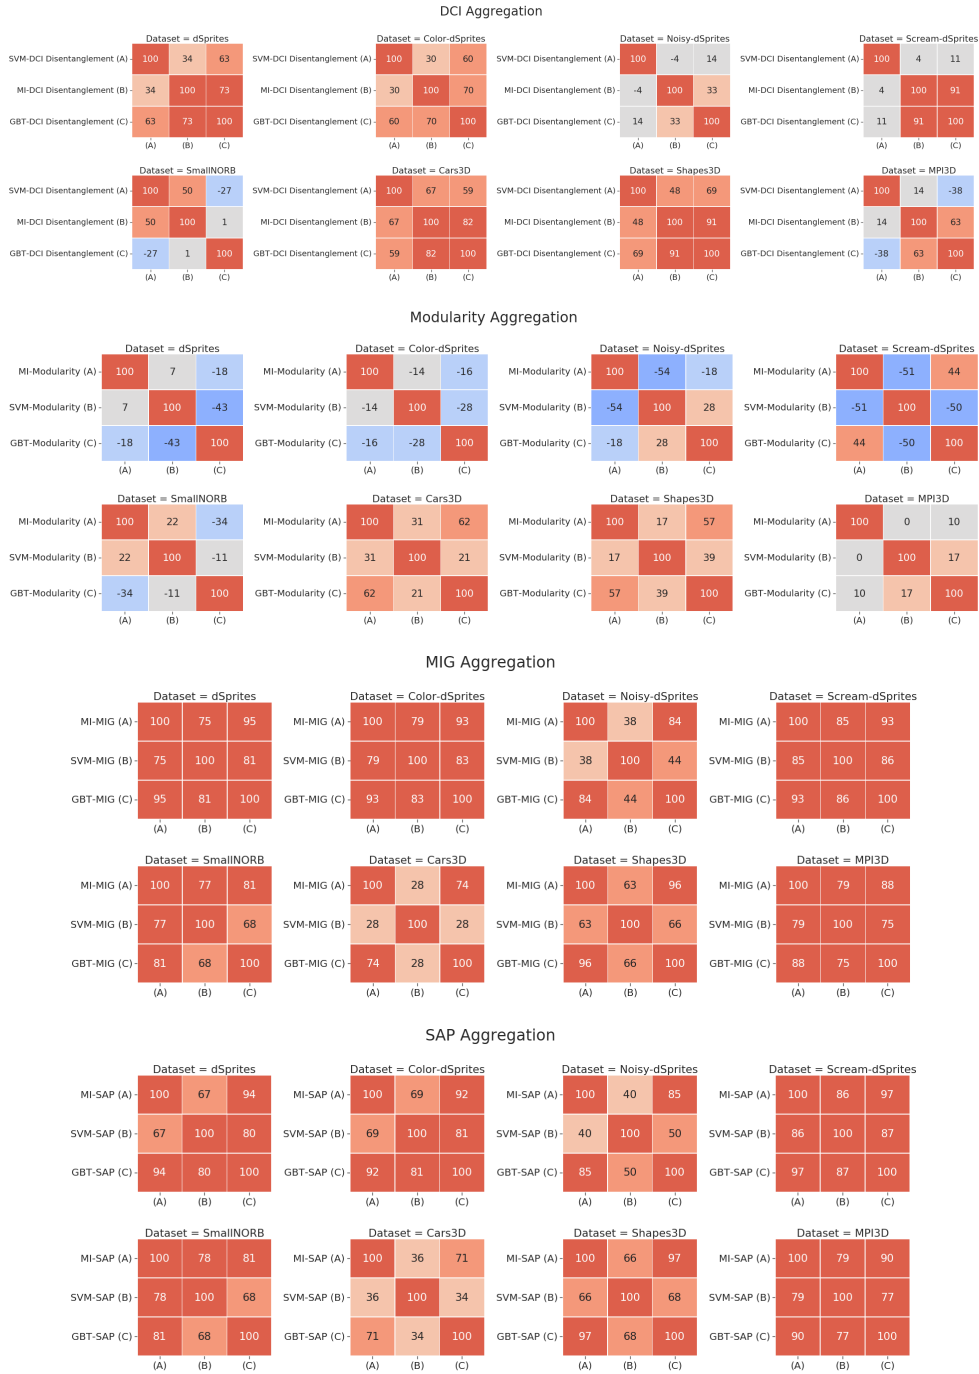 DCI Aggregation
Dataset = dSprites Dataset = Color-dSprites Dataset = Noisy-dSprites Dataset = Scream-dSprites
SVM-DCI Disentanglement (A) 100 34 63 SVM-DCI Disentanglement (A) 100 30 60 SVM-DCI Disentanglement (A) 100 -4 14 SVM-DCI Disentanglement (A) 100 4 11
MI-DCI Disentanglement (B) 34 100 73 MI-DCI Disentanglement (B) 30 100 70 MI-DCI Disentanglement (B) -4 100 33 MI-DCI Disentanglement (B) 4 100 91
GBT-DCI Disentanglement (C) 63 73 100 GBT-DCI Disentanglement (C) 60 70 100 GBT-DCI Disentanglement (C) 14 33 100 GBT-DCI Disentanglement (C) 11 91 100
(A) (B) (C) (A) (B) (C) (A) (B) (C) (A) (B) (C)
Dataset = SmallNORB Dataset = Cars3D Dataset = Shapes3D Dataset = MPI3D
SVM-DCI Disentanglement (A) 100 50 -27 SVM-DCI Disentanglement (A) 100 67 59 SVM-DCI Disentanglement (A) 100 48 69 SVM-DCI Disentanglement (A) 100 14 -38
MI-DCI Disentanglement (B) 50 100 1 MI-DCI Disentanglement (B) 67 100 82 MI-DCI Disentanglement (B) 48 100 91 MI-DCI Disentanglement (B) 14 100 63
GBT-DCI Disentanglement (C) -27 1 100 GBT-DCI Disentanglement (C) 59 82 100 GBT-DCI Disentanglement (C) 69 91 100 GBT-DCI Disentanglement (C) -38 63 100
(A) (B) (C) (A) (B) (C) (A) (B) (C) (A) (B) (C)
Modularity Aggregation
Dataset = dSprites Dataset = Color-dSprites Dataset = Noisy-dSprites Dataset = Scream-dSprites
MI-Modularity (A) 100 7 -18 MI-Modularity (A) 100 -14 -16 MI-Modularity (A) 100 -54 -18 MI-Modularity (A) 100 -51 44
SVM-Modularity (B) 7 100 -43 SVM-Modularity (B) -14 100 -28 SVM-Modularity (B) -54 100 28 SVM-Modularity (B) -51 100 -50
GBT-Modularity (C) -18 -43 100 GBT-Modularity (C) -16 -28 100 GBT-Modularity (C) -18 28 100 GBT-Modularity (C) 44 -50 100
(A) (B) (C) (A) (B) (C) (A) (B) (C) (A) (B) (C)
Dataset = SmallNORB Dataset = Cars3D Dataset = Shapes3D Dataset = MPI3D
MI-Modularity (A) 100 22 -34 MI-Modularity (A) 100 31 62 MI-Modularity (A) 100 17 57 MI-Modularity (A) 100 0 10
SVM-Modularity (B) 22 100 -11 SVM-Modularity (B) 31 100 21 SVM-Modularity (B) 17 100 39 SVM-Modularity (B) 0 100 17
GBT-Modularity (C) -34 -11 100 GBT-Modularity (C) 62 21 100 GBT-Modularity (C) 57 39 100 GBT-Modularity (C) 10 17 100
(A) (B) (C) (A) (B) (C) (A) (B) (C) (A) (B) (C)
MIG Aggregation
Dataset = dSprites Dataset = Color-dSprites Dataset = Noisy-dSprites Dataset = Scream-dSprites
MI-MIG (A) 100 75 95 MI-MIG (A) 100 79 93 MI-MIG (A) 100 38 84 MI-MIG (A) 100 85 93
SVM-MIG (B) 75 100 81 SVM-MIG (B) 79 100 83 SVM-MIG (B) 38 100 44 SVM-MIG (B) 85 100 86
GBT-MIG (C) 95 81 100 GBT-MIG (C) 93 83 100 GBT-MIG (C) 84 44 100 GBT-MIG (C) 93 86 100
(A) (B) (C) (A) (B) (C) (A) (B) (C) (A) (B) (C)
Dataset = SmallNORB Dataset = Cars3D Dataset = Shapes3D Dataset = MPI3D
MI-MIG (A) 100 77 81 MI-MIG (A) 100 28 74 MI-MIG (A) 100 63 96 MI-MIG (A) 100 79 88
SVM-MIG (B) 77 100 68 SVM-MIG (B) 28 100 28 SVM-MIG (B) 63 100 66 SVM-MIG (B) 79 100 75
GBT-MIG (C) 81 68 100 GBT-MIG (C) 74 28 100 GBT-MIG (C) 96 66 100 GBT-MIG (C) 88 75 100
(A) (B) (C) (A) (B) (C) (A) (B) (C) (A) (B) (C)
SAP Aggregation
Dataset = dSprites Dataset = Color-dSprites Dataset = Noisy-dSprites Dataset = Scream-dSprites
MI-SAP (A) 100 67 94 MI-SAP (A) 100 69 92 MI-SAP (A) 100 40 85 MI-SAP (A) 100 86 97
SVM-SAP (B) 67 100 80 SVM-SAP (B) 69 100 81 SVM-SAP (B) 40 100 50 SVM-SAP (B) 86 100 87
GBT-SAP (C) 94 80 100 GBT-SAP (C) 92 81 100 GBT-SAP (C) 85 50 100 GBT-SAP (C) 97 87 100
(A) (B) (C) (A) (B) (C) (A) (B) (C) (A) (B) (C)
Dataset = SmallNORB Dataset = Cars3D Dataset = Shapes3D Dataset = MPI3D
MI-SAP (A) 100 78 81 MI-SAP (A) 100 36 71 MI-SAP (A) 100 66 97 MI-SAP (A) 100 79 90
SVM-SAP (B) 78 100 68 SVM-SAP (B) 36 100 34 SVM-SAP (B) 66 100 68 SVM-SAP (B) 79 100 77
GBT-SAP (C) 81 68 100 GBT-SAP (C) 71 34 100 GBT-SAP (C) 97 68 100 GBT-SAP (C) 90 77 100
(A) (B) (C) (A) (B) (C) (A) (B) (C) (A) (B) (C)